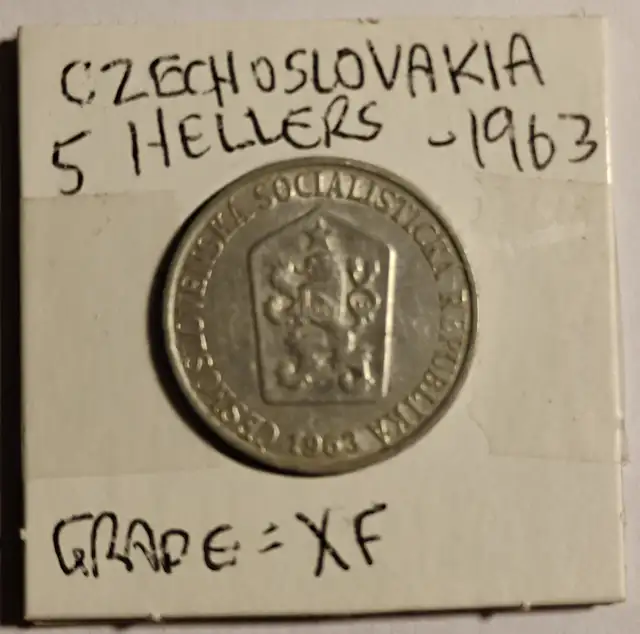 CZECHOSLOVAKIA
5 HELLERS - 1963
ČESKOSLOVENSKÁ SOCIALISTICKÁ REPUBLIKA
1963
GRADE = XF